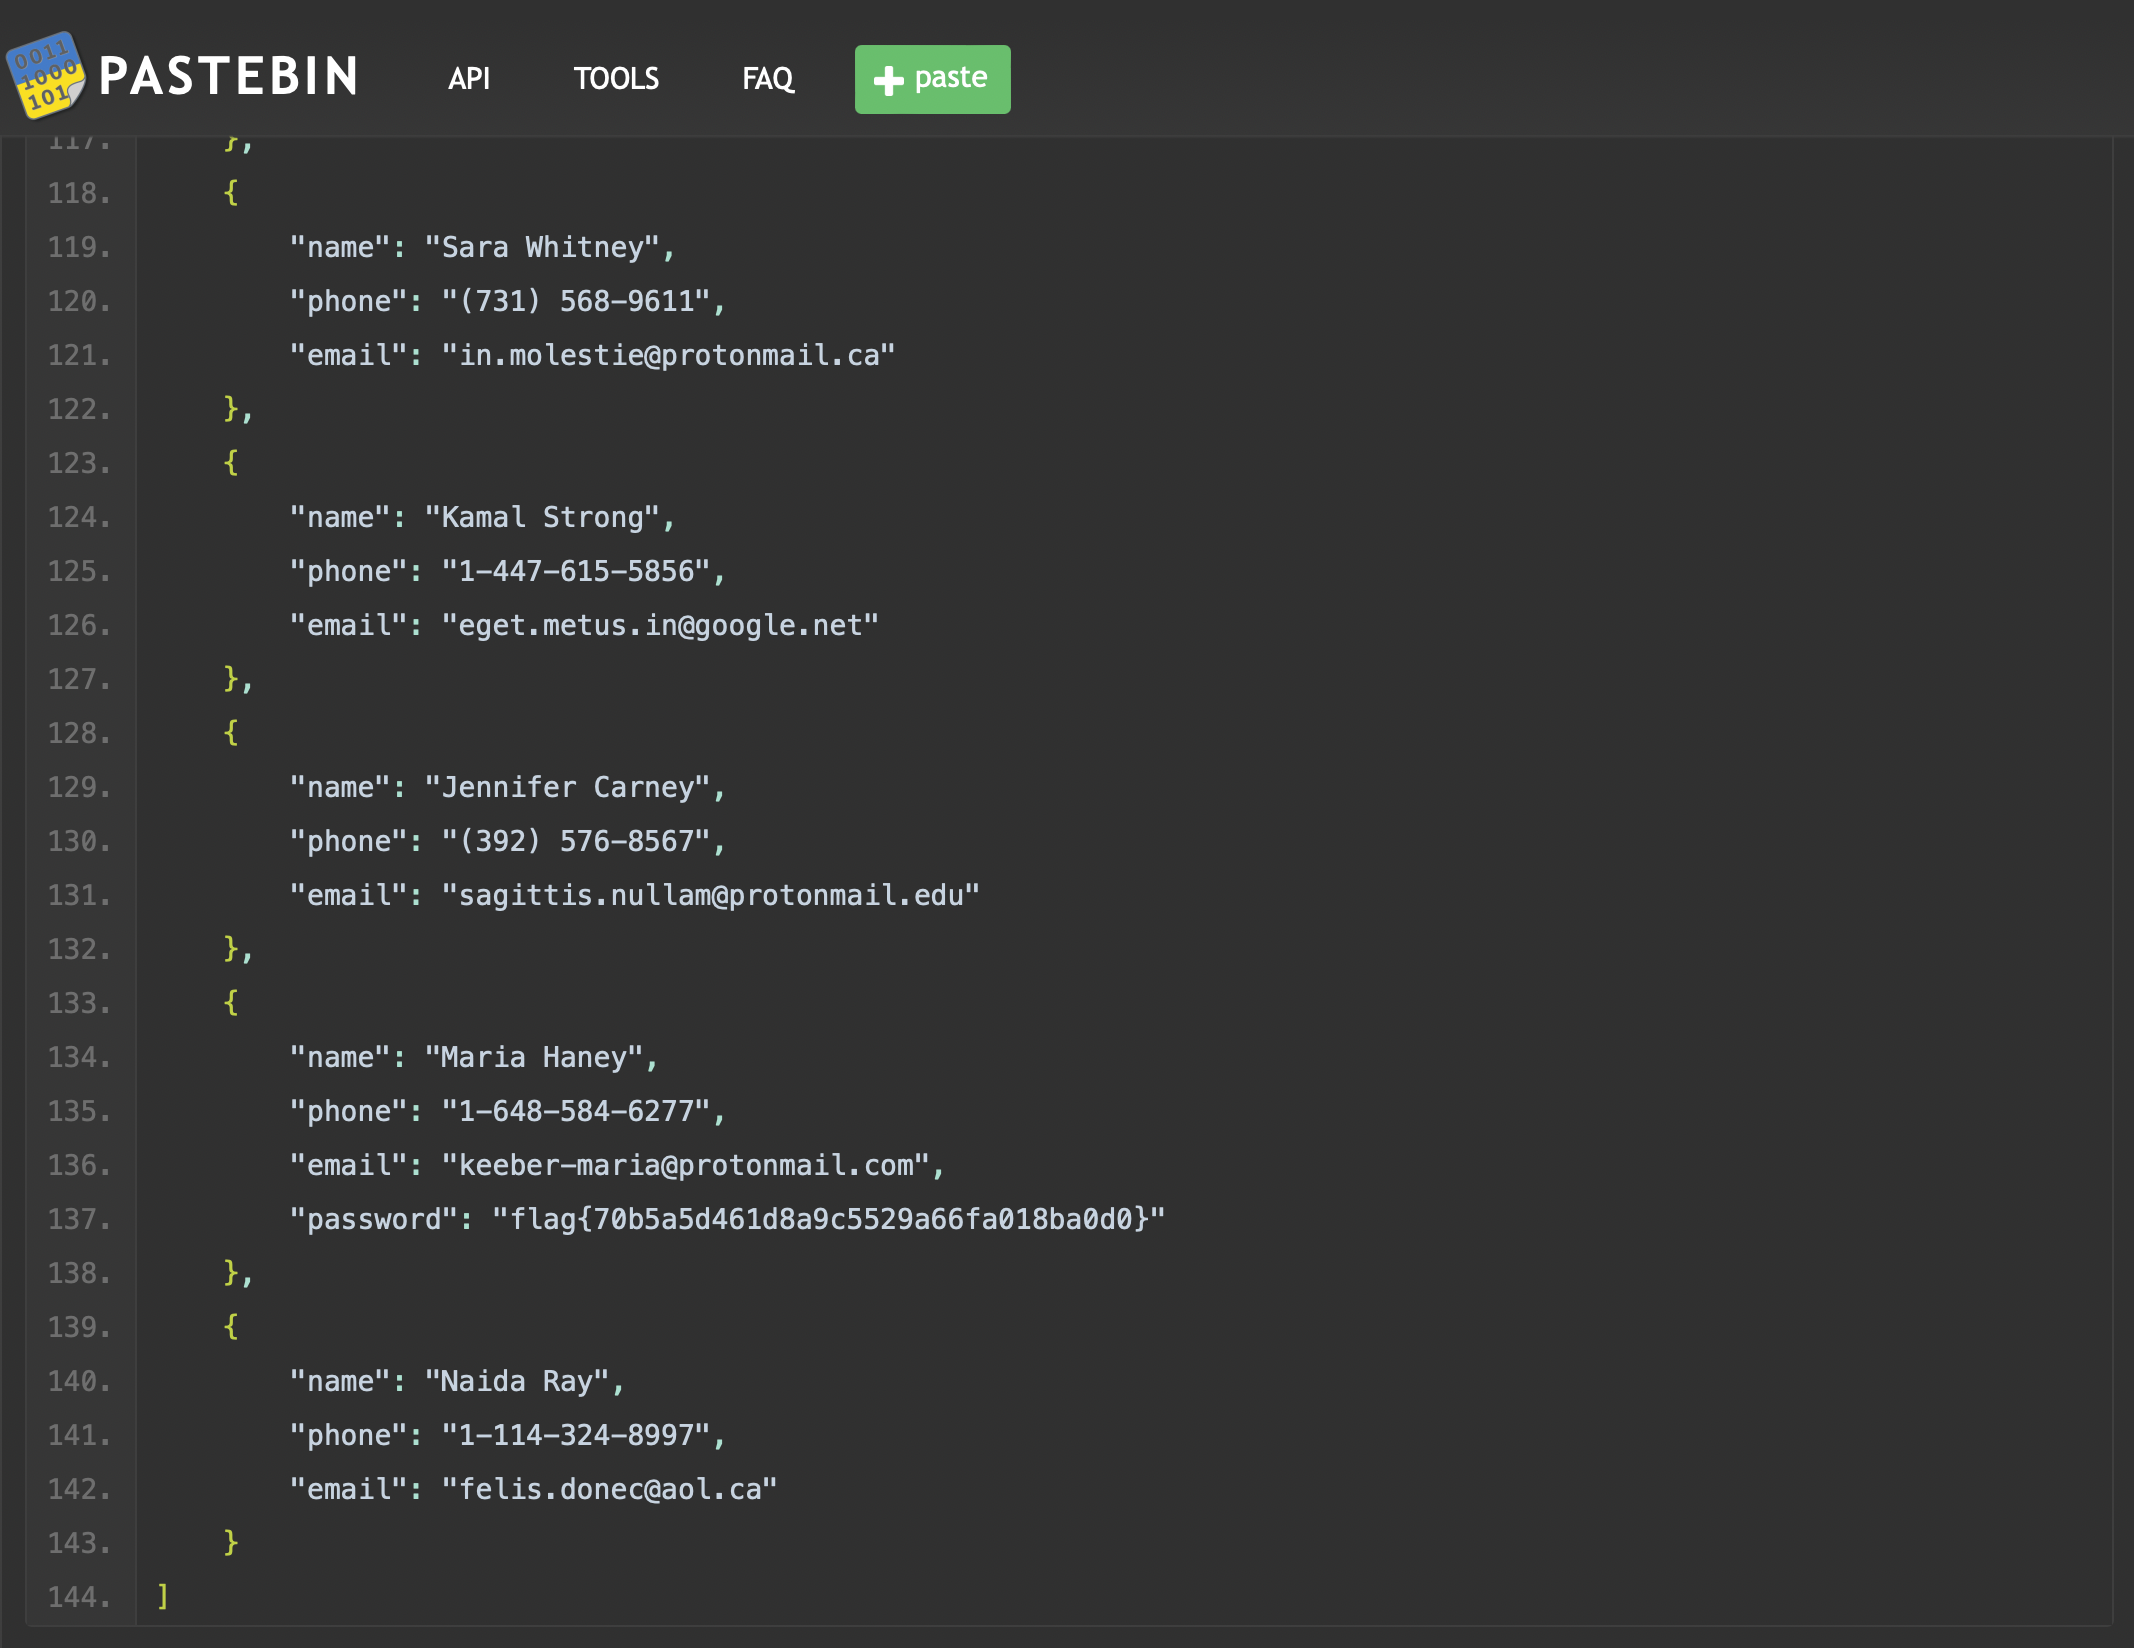 0011
1000
101
PASTEBIN API TOOLS FAQ paste
117. },
118. {
119. "name": "Sara Whitney",
120. "phone": "(731) 568-9611",
121. "email": "in.molestie@protonmail.ca"
122. },
123. {
124. "name": "Kamal Strong",
125. "phone": "1-447-615-5856",
126. "email": "eget.metus.in@google.net"
127. },
128. {
129. "name": "Jennifer Carney",
130. "phone": "(392) 576-8567",
131. "email": "sagittis.nullam@protonmail.edu"
132. },
133. {
134. "name": "Maria Haney",
135. "phone": "1-648-584-6277",
136. "email": "keeber-maria@protonmail.com",
137. "password": "flag{70b5a5d461d8a9c5529a66fa018ba0d0}"
138. },
139. {
140. "name": "Naida Ray",
141. "phone": "1-114-324-8997",
142. "email": "felis.donec@aol.ca"
143. }
144. ]